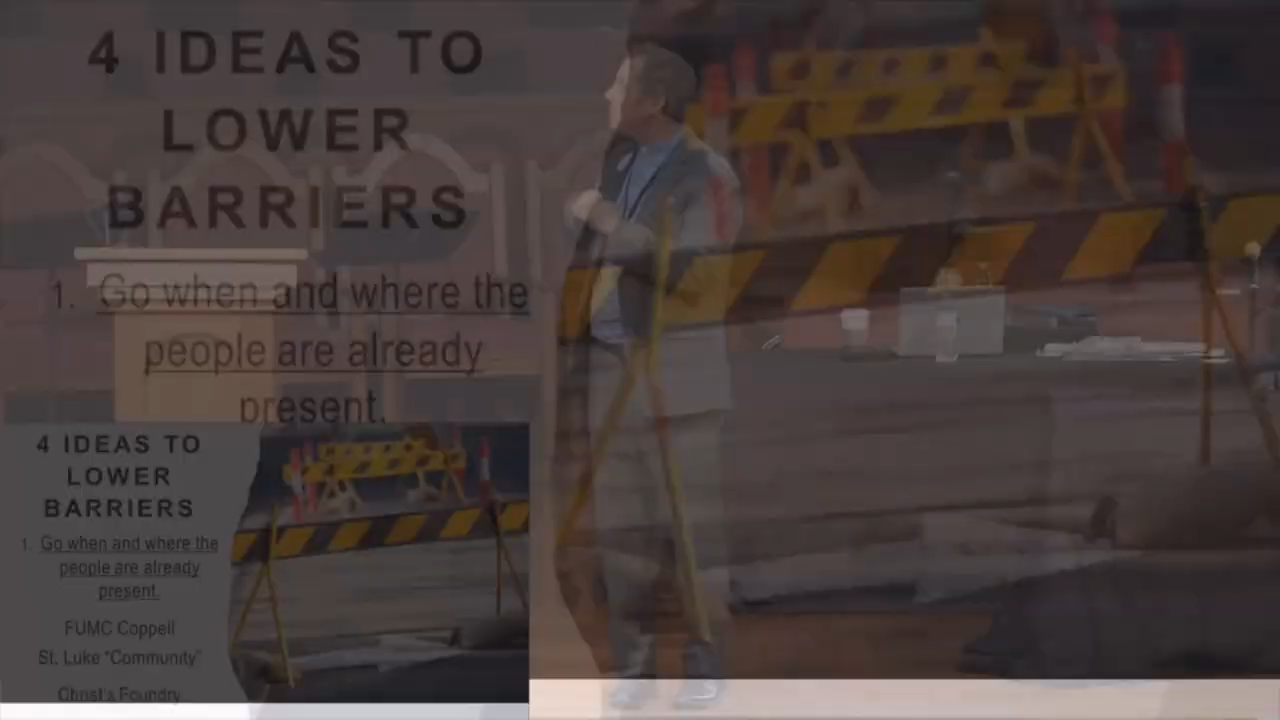 4 IDEAS TO
LOWER
BARRIERS
1. Go when and where the
people are already
present.
4 IDEAS TO
LOWER
BARRIERS
1. Go when and where the
people are already
present.
FUMC Coppell
St. Luke "Community"
Christ's Foundry